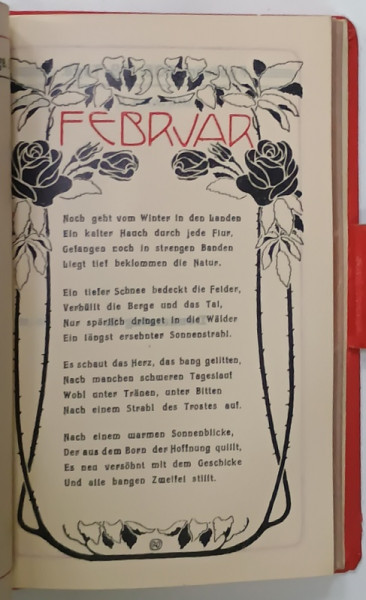 FEBRUAR
Noch geht vom Winter in den Landen
Ein kalter Hauch durch jede Flur,
Gefangen noch in strengen Banden
Liegt tief beklommen die Natur.
Ein tiefer Schnee bedeckt die Felder,
Verhüllt die Berge und das Tal,
Nur spärlich dringet in die Wälder
Ein längst ersehnter Sonnenstrahl.
Es schaut das Herz, das bang gelitten,
Nach manchen schweren Tageslauf
Wohl unter Tränen, unter Bitten
Nach einem Strahl des Trostes auf.
Nach einem warmen Sonnenblicke,
Der aus dem Born der Hoffnung quillt,
Es neu versöhnt mit dem Geschicke
Und alle bangen Zweifel stillt.